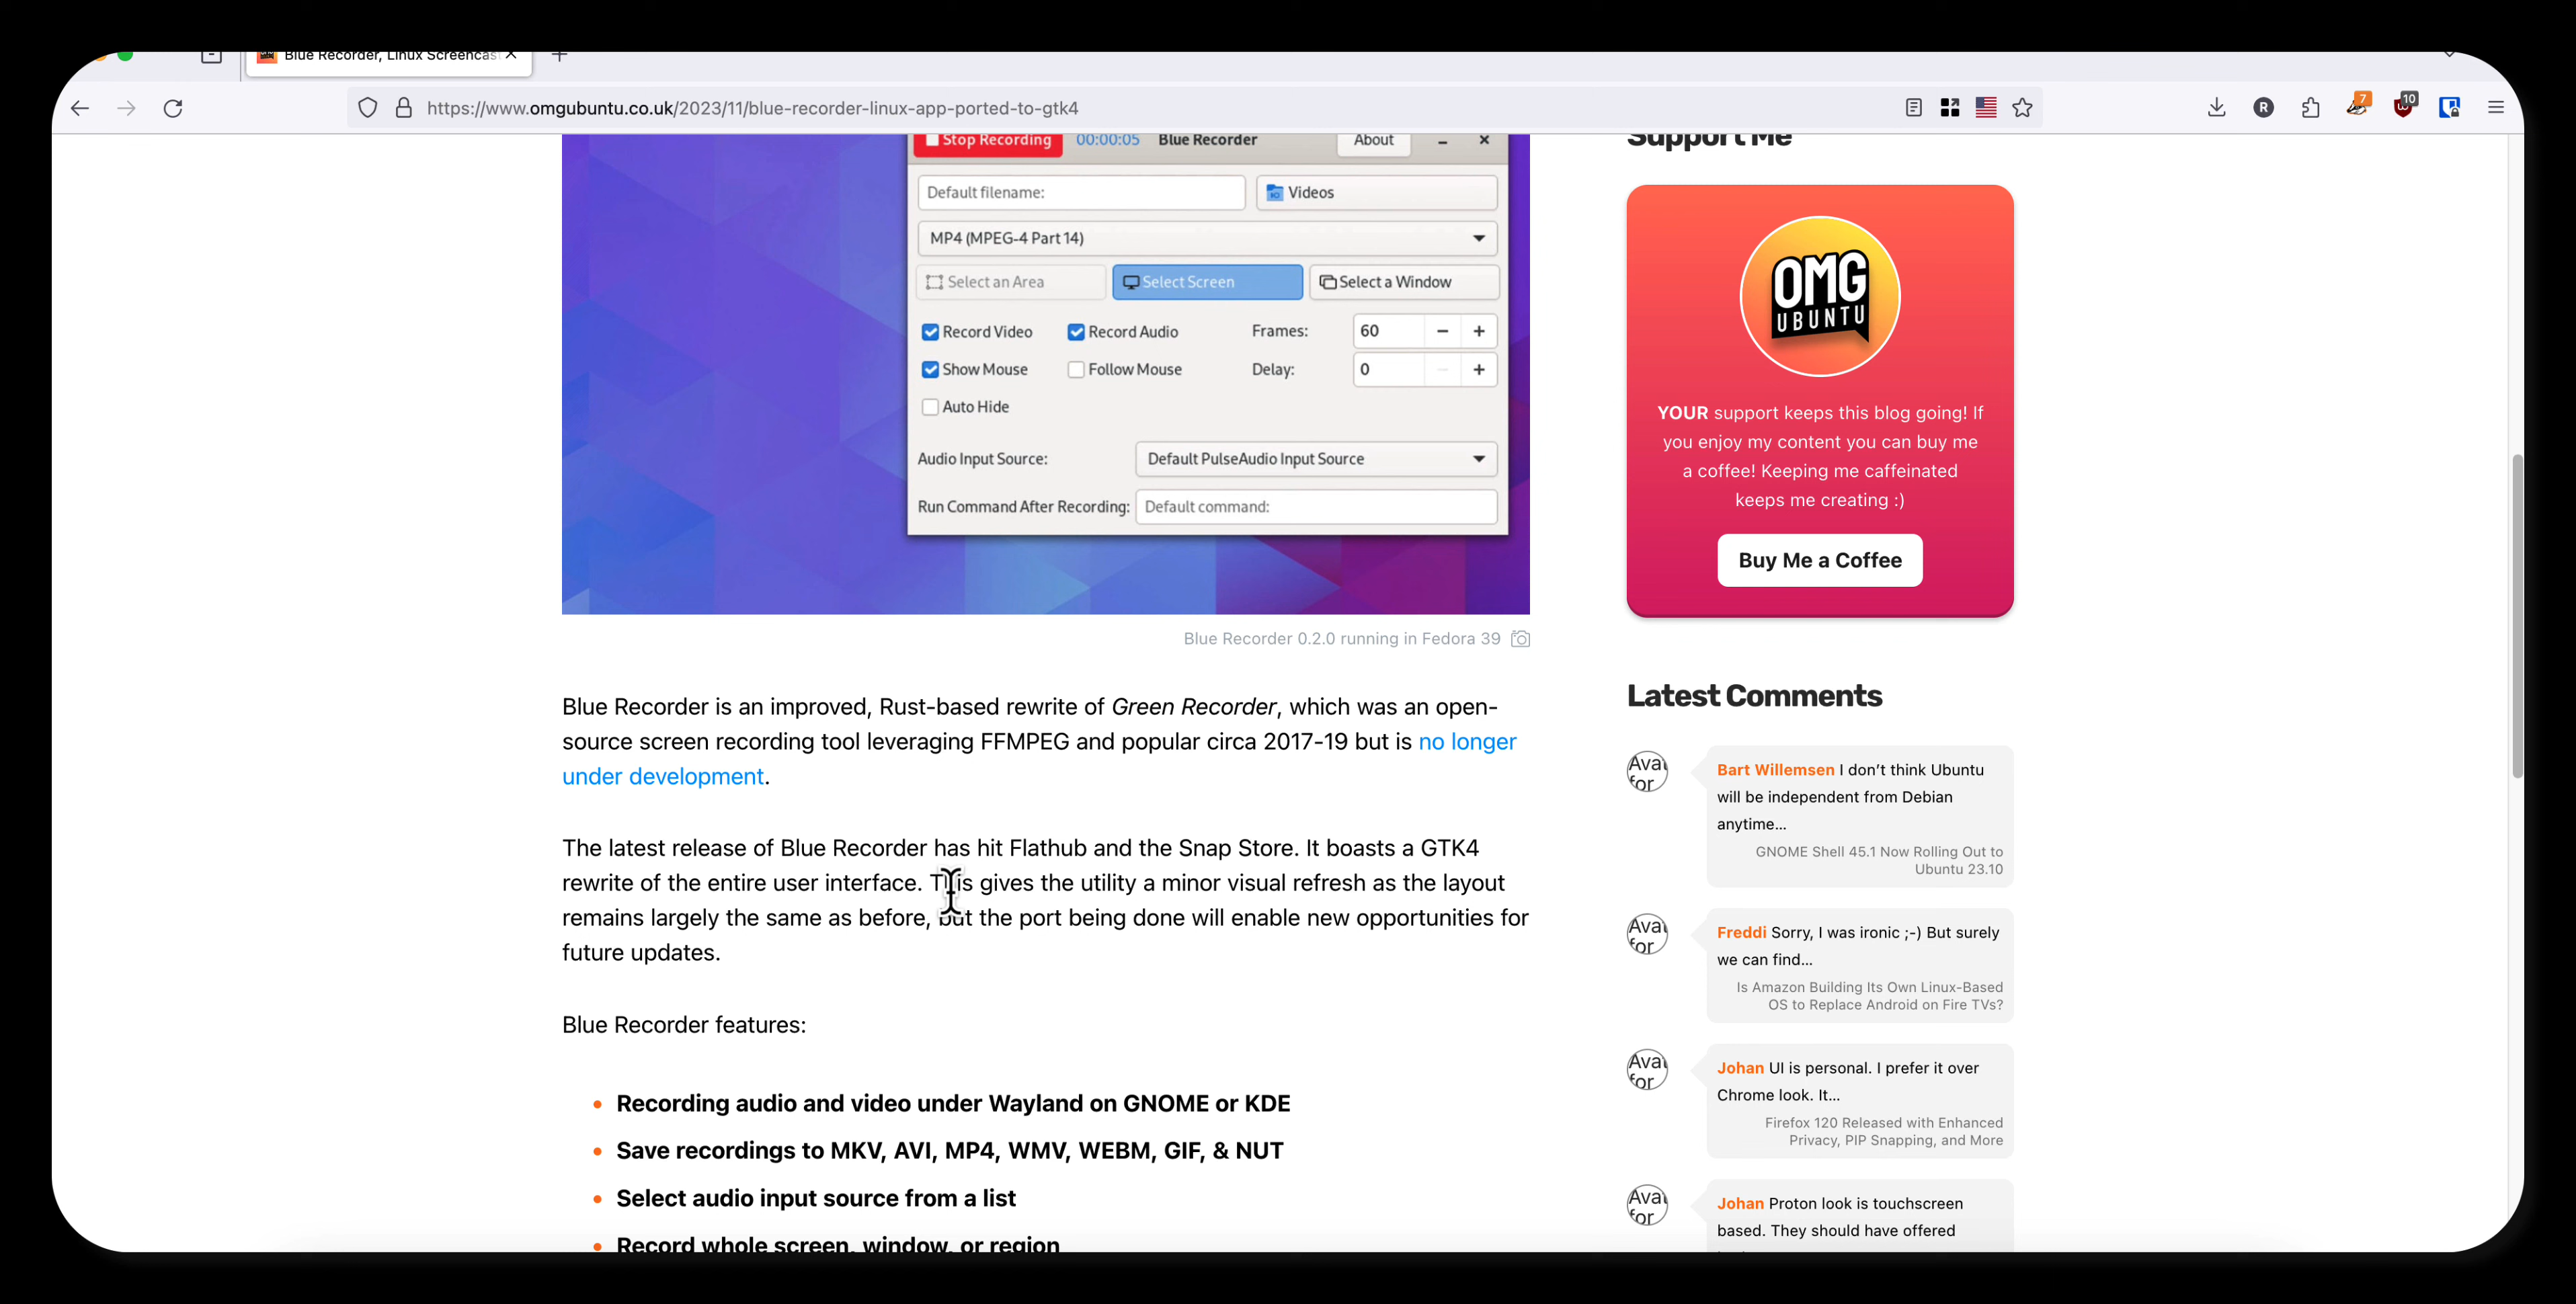 Blue Recorder, Linux Screencas
https://www.omgubuntu.co.uk/2023/11/blue-recorder-linux-app-ported-to-gtk4
R
7
10
Stop Recording 00:00:05 Blue Recorder About
Default filename: Videos
MP4 (MPEG-4 Part 14)
Select an Area Select Screen Select a Window
Record Video Record Audio Frames: 60 − +
Show Mouse Follow Mouse Delay: 0 − +
Auto Hide
Audio Input Source: Default PulseAudio Input Source
Run Command After Recording: Default command:
Blue Recorder 0.2.0 running in Fedora 39
Blue Recorder is an improved, Rust-based rewrite of Green Recorder, which was an open-
source screen recording tool leveraging FFMPEG and popular circa 2017-19 but is no longer
under development.
The latest release of Blue Recorder has hit Flathub and the Snap Store. It boasts a GTK4
rewrite of the entire user interface. This gives the utility a minor visual refresh as the layout
remains largely the same as before, but the port being done will enable new opportunities for
future updates.
Blue Recorder features:
• Recording audio and video under Wayland on GNOME or KDE
• Save recordings to MKV, AVI, MP4, WMV, WEBM, GIF, & NUT
• Select audio input source from a list
• Record whole screen, window, or region
Support Me
OMG
UBUNTU
YOUR support keeps this blog going! If
you enjoy my content you can buy me
a coffee! Keeping me caffeinated
keeps me creating :)
Buy Me a Coffee
Latest Comments
Avat
for
Bart Willemsen I don't think Ubuntu
will be independent from Debian
anytime...
GNOME Shell 45.1 Now Rolling Out to
Ubuntu 23.10
Avat
for
Freddi Sorry, I was ironic ;-) But surely
we can find...
Is Amazon Building Its Own Linux-Based
OS to Replace Android on Fire TVs?
Avat
for
Johan UI is personal. I prefer it over
Chrome look. It...
Firefox 120 Released with Enhanced
Privacy, PIP Snapping, and More
Avat
for
Johan Proton look is touchscreen
based. They should have offered